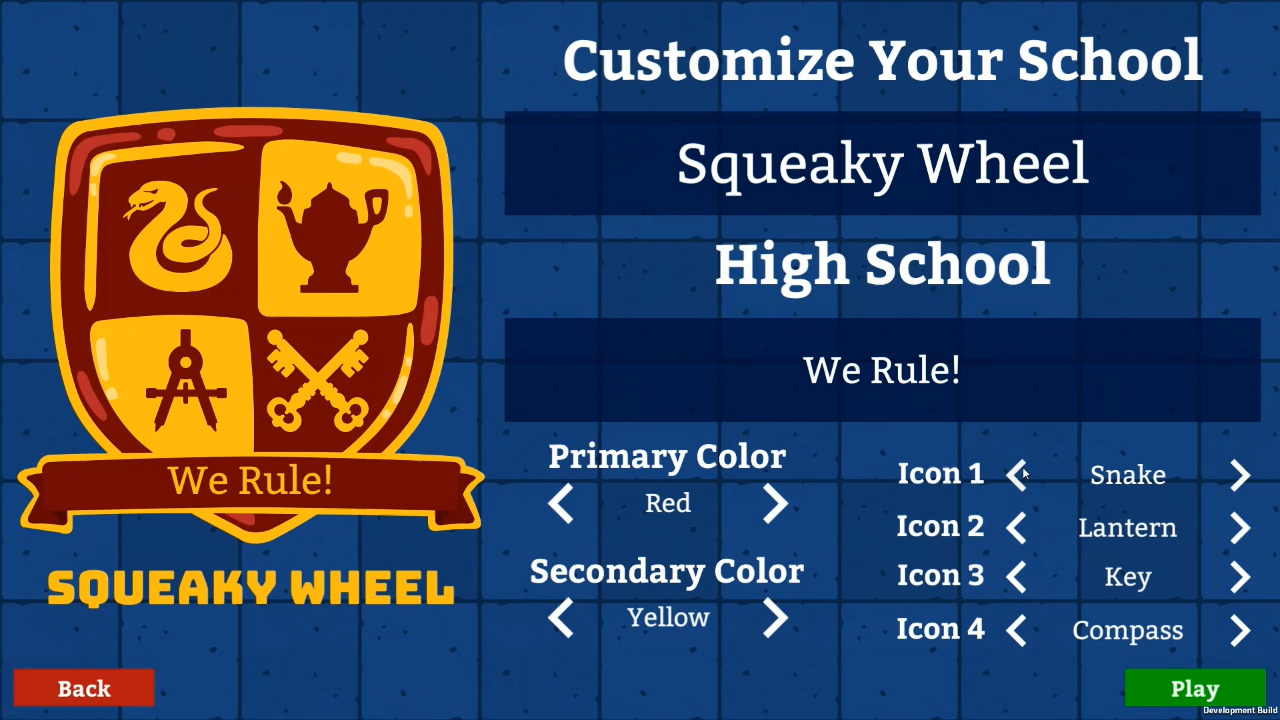 Customize Your School
Squeaky Wheel
High School
We Rule!
We Rule!
SQUEAKY WHEEL
Primary Color
Red
Secondary Color
Yellow
Icon 1 Snake
Icon 2 Lantern
Icon 3 Key
Icon 4 Compass
Back
Play
Development Build